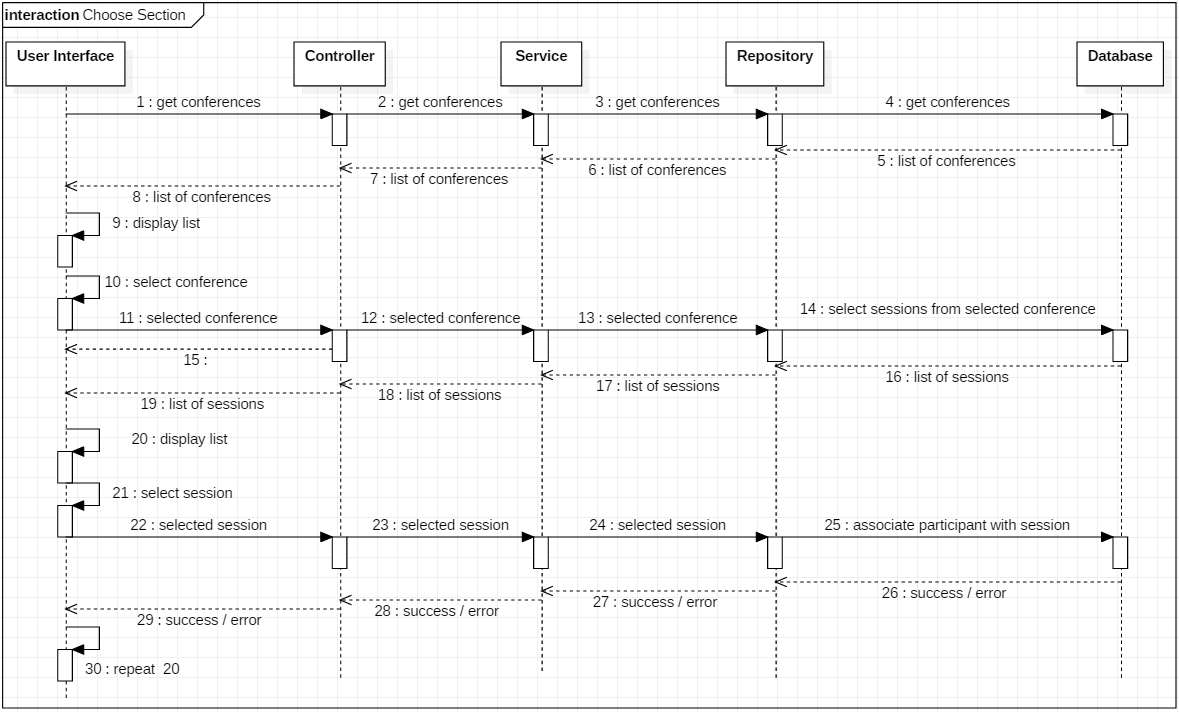 interaction Choose Section
User Interface
Controller
Service
Repository
Database
1 : get conferences
2 : get conferences
3 : get conferences
4 : get conferences
5 : list of conferences
6 : list of conferences
7 : list of conferences
8 : list of conferences
9 : display list
10 : select conference
11 : selected conference
12 : selected conference
13 : selected conference
14 : select sessions from selected conference
15 :
16 : list of sessions
17 : list of sessions
18 : list of sessions
19 : list of sessions
20 : display list
21 : select session
22 : selected session
23 : selected session
24 : selected session
25 : associate participant with session
26 : success / error
27 : success / error
28 : success / error
29 : success / error
30 : repeat  20